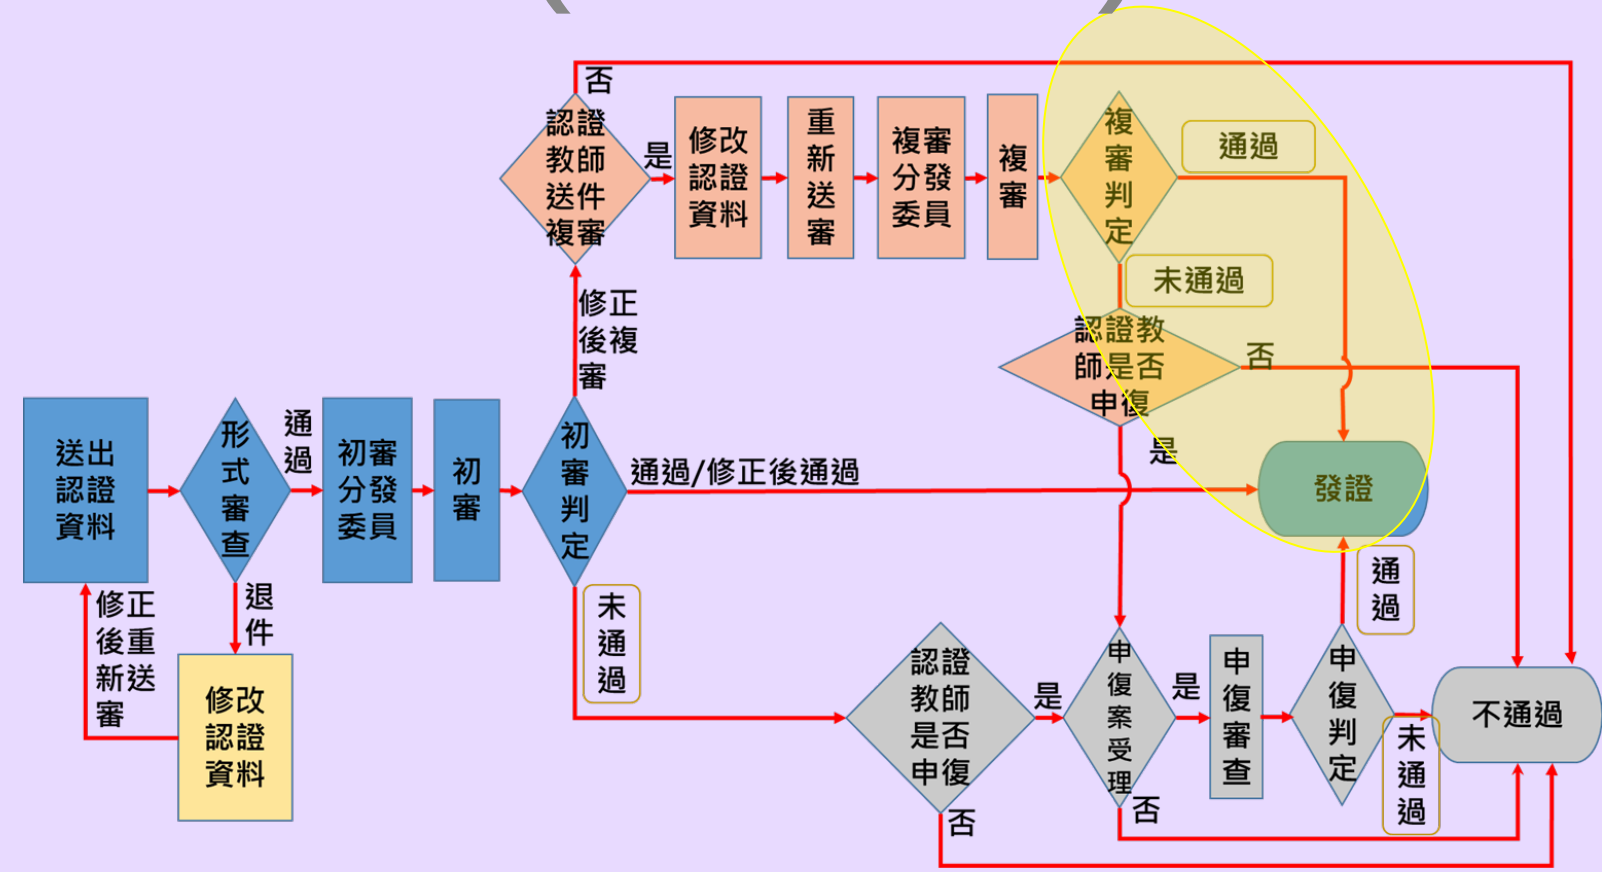 否
認證
教師
送件
複審
是
修改
認證
資料
重
新
送
審
複審
分發
委員
複
審
複
審
判
定
通過
未通過
修正
後複
審
認證教
師是否
申復
否
是
送出
認證
資料
形
式
審
查
通
過
初審
分發
委員
初
審
初
審
判
定
通過/修正後通過
發證
修正
後重
新送
審
退
件
修改
認證
資料
未
通
過
認證
教師
是否
申復
是
否
申
復
案
受
理
是
否
申
復
審
查
申
復
判
定
通
過
未
通
過
不通過